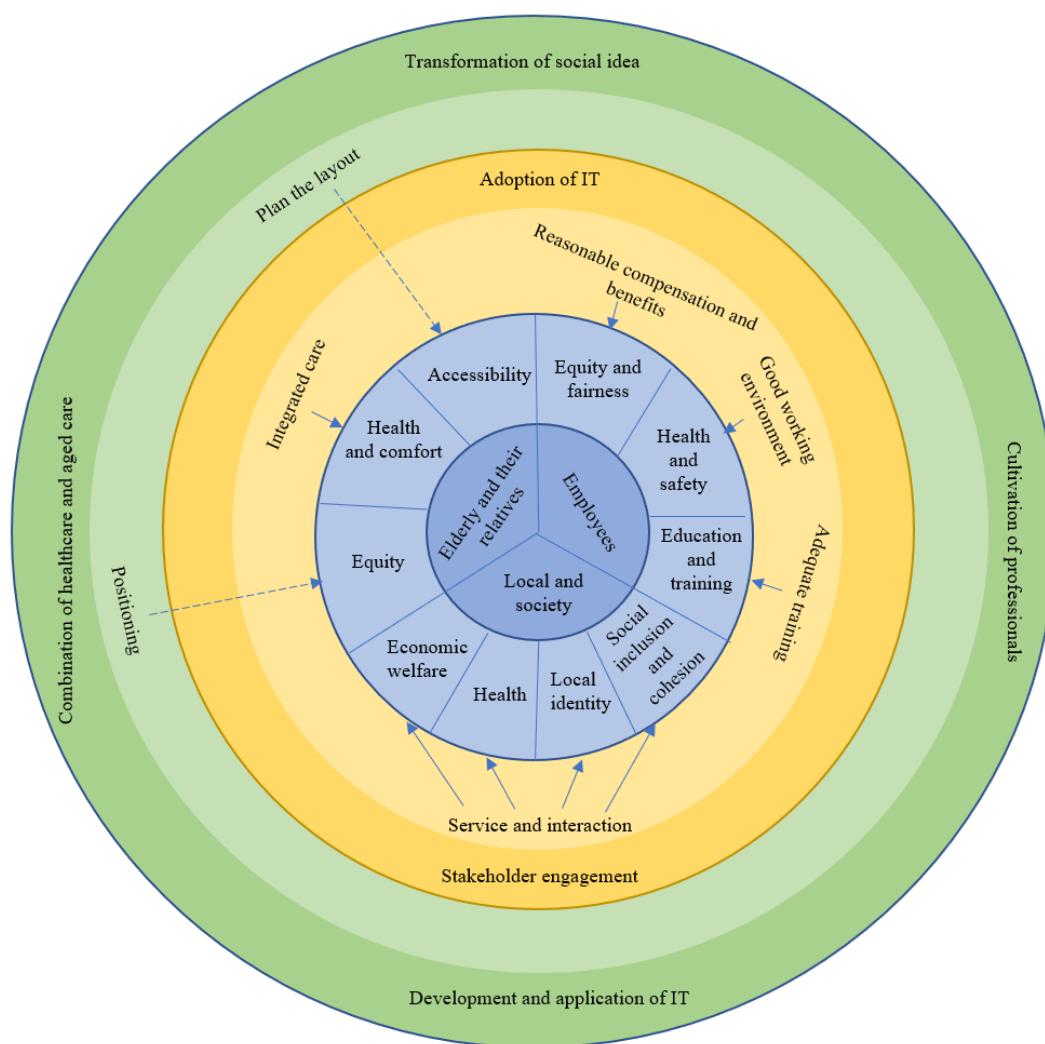 Transformation of social idea
Plan the layout
Adoption of IT
Reasonable compensation and
benefits
Integrated care
Good working
environment
Accessibility
Equity and
fairness
Health
and comfort
Health
and
safety
Elderly and their
relatives
Employees
Combination of healthcare and aged care
Cultivation of professionals
Positioning
Equity
Education
and
training
Adequate training
Local and
society
Economic
welfare
Health
Local
identity
Social
inclusion
and
cohesion
Service and interaction
Stakeholder engagement
Development and application of IT